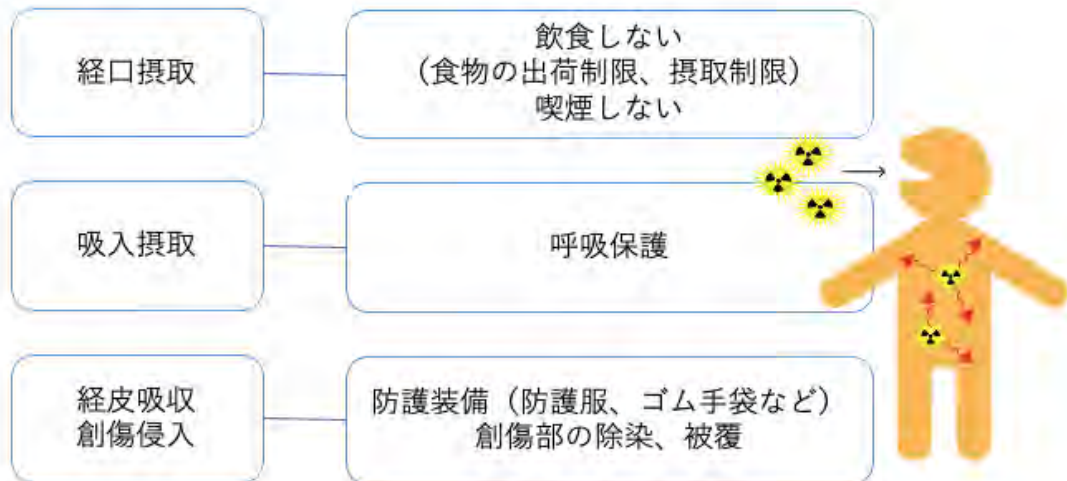 経口摂取
飲食しない
（食物の出荷制限、摂取制限）
喫煙しない
吸入摂取
呼吸保護
経皮吸収
創傷侵入
防護装備（防護服、ゴム手袋など）
創傷部の除染、被覆